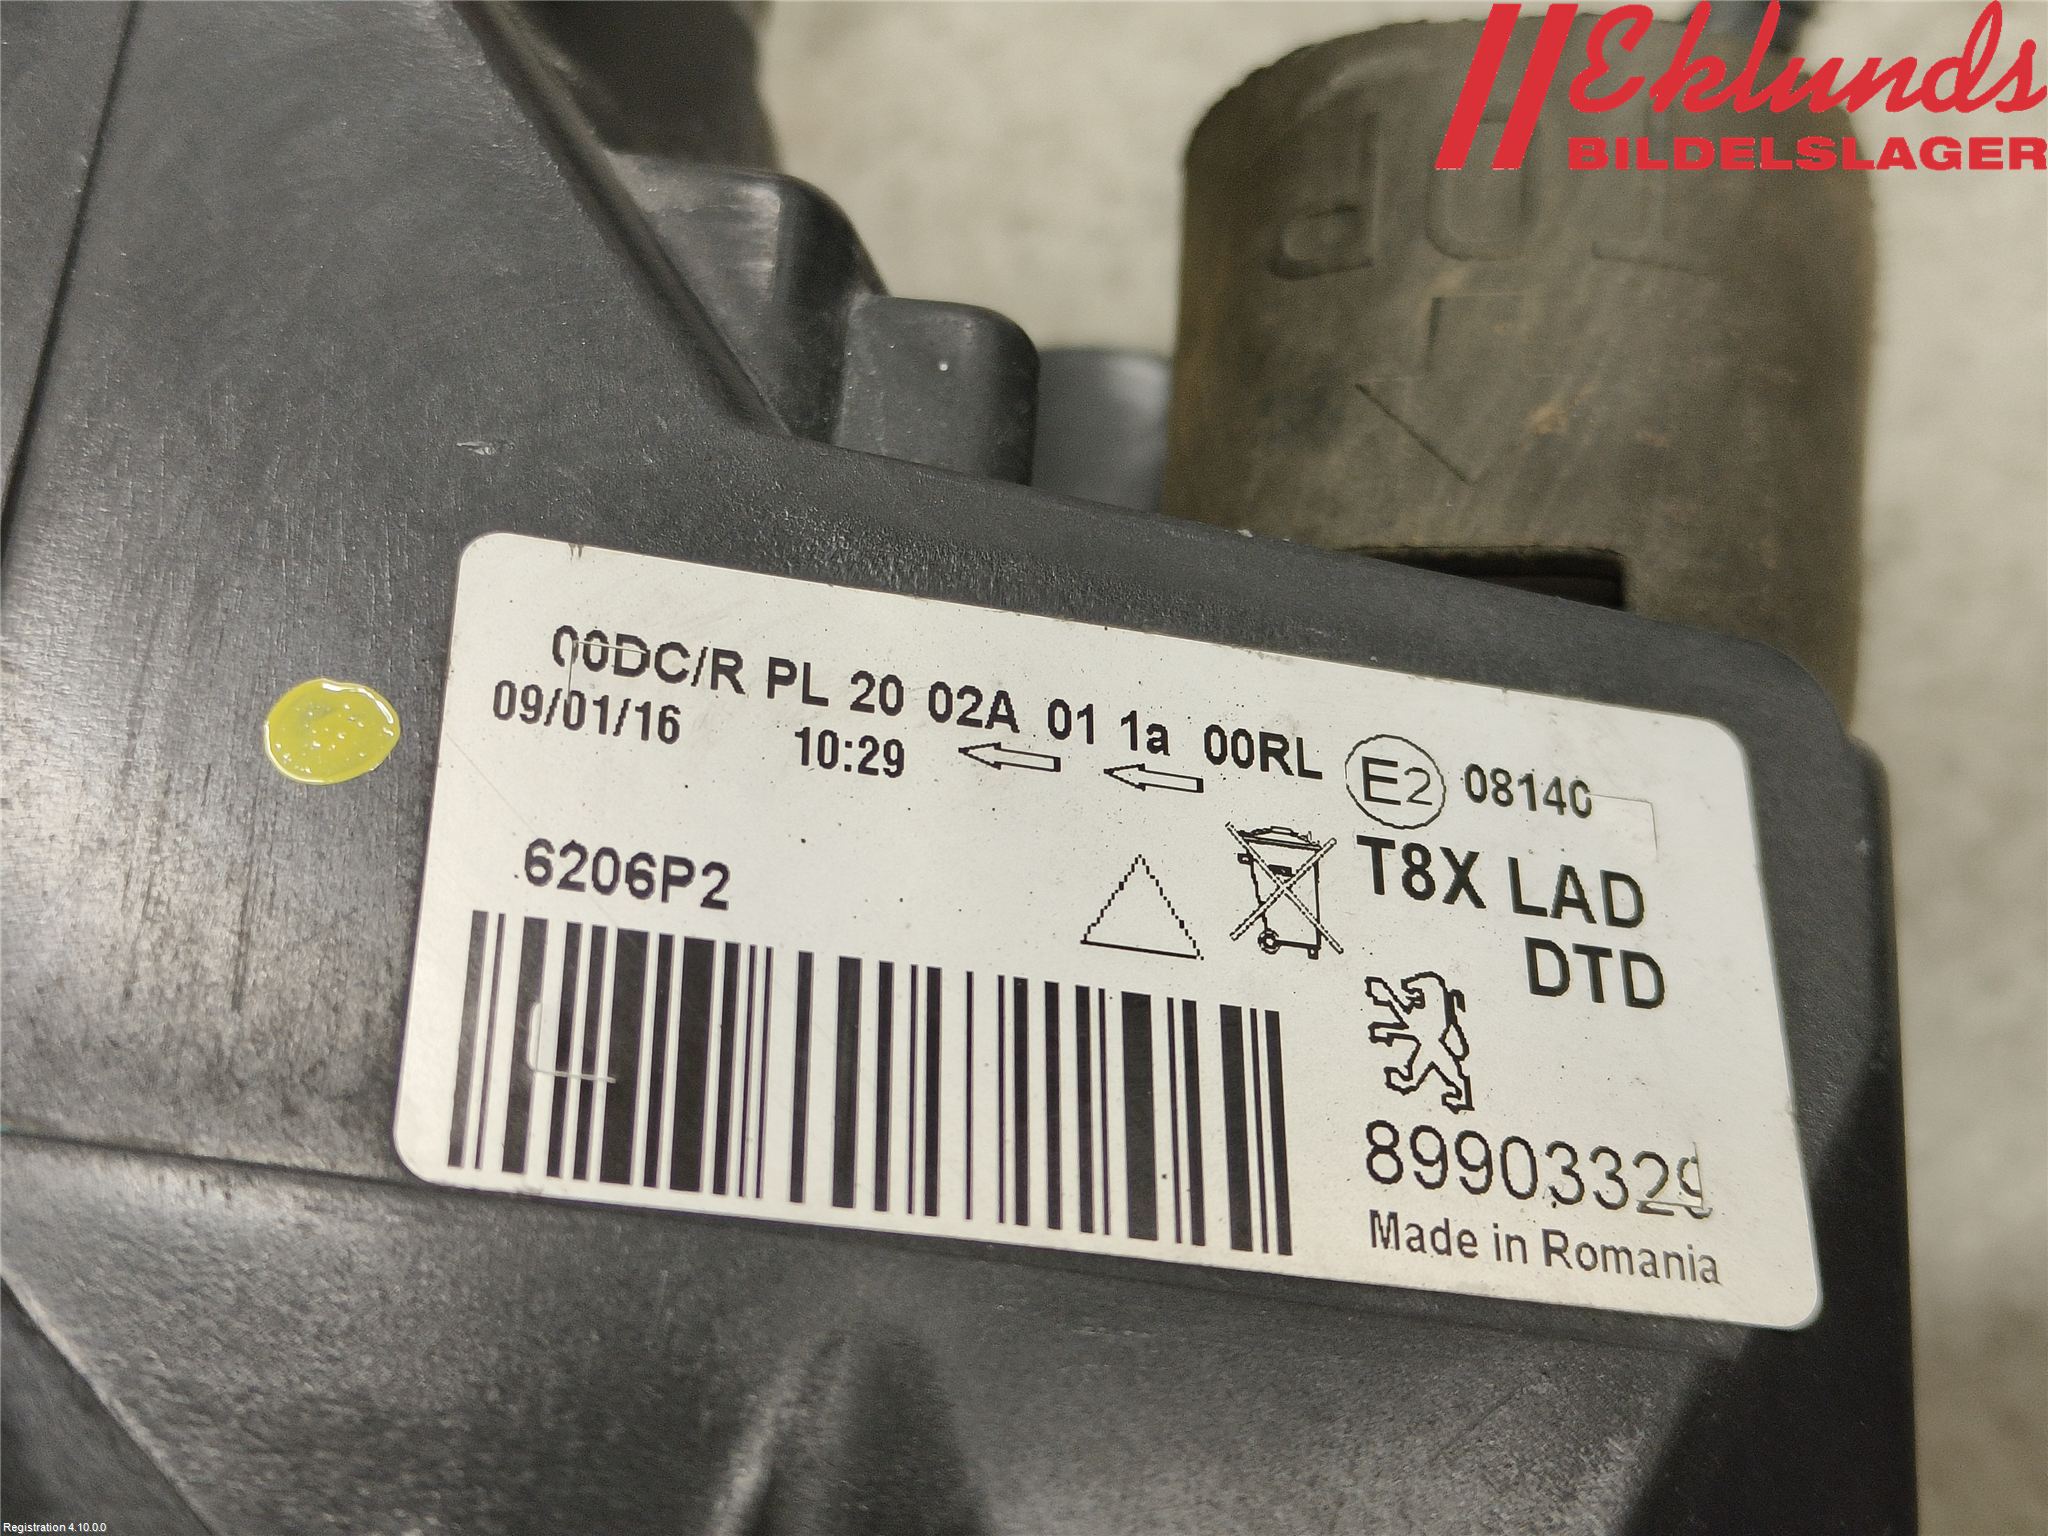 Eklunds
BILDELSLAGER
TOP
00DC/R PL 20 02A 01 1a 00RL E2 08140
09/01/16 10:29
6206P2
T8X LAD
DTD
89903329
Made in Romania
Registration 4.10.0.0